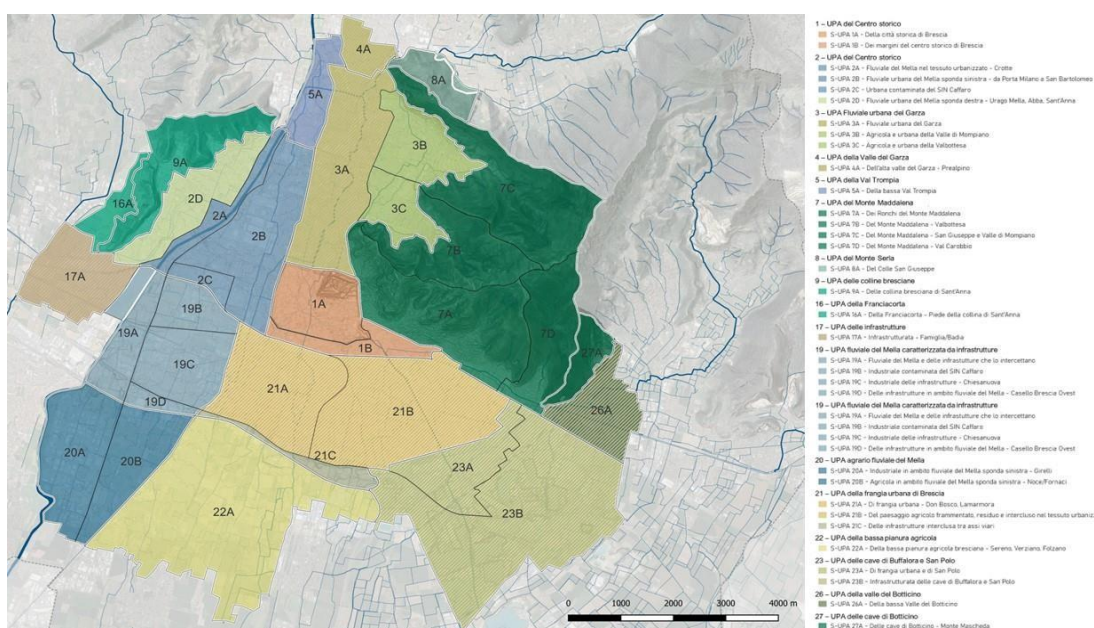 4A
8A
5A
3B
9A
3A
7C
2D
16A
3C
2A
2B
7B
17A
2C
1A
19B
7A
19A
7D
1B
27A
19C
21A
19D
21B
26A
20A
20B
21C
23A
22A
23B
0 1000 2000 3000 4000 m
1 – UPA del Centro storico
S-UPA 1A - Della città storica di Brescia
S-UPA 1B - Dei margini del centro storico di Brescia
2 – UPA del Centro storico
S-UPA 2A - Fluviale del Mella nel tessuto urbanizzato - Crotte
S-UPA 2B - Fluviale urbana del Mella sponda sinistra - da Porta Milano a San Bartolomeo
S-UPA 2C - Urbana contaminata del SIN Caffaro
S-UPA 2D - Fluviale urbana del Mella sponda destra - Urago Mella, Abba, Sant'Anna
3 – UPA Fluviale urbana del Garza
S-UPA 3A - Fluviale urbana del Garza
S-UPA 3B - Agricola e urbana della Valle di Mompiano
S-UPA 3C - Agricola e urbana della Valbottesa
4 – UPA della Valle del Garza
S-UPA 4A - Dell'alta valle del Garza - Prealpino
5 – UPA della Val Trompia
S-UPA 5A - Della bassa Val Trompia
7 – UPA del Monte Maddalena
S-UPA 7A - Dei Ronchi del Monte Maddalena
S-UPA 7B - Del Monte Maddalena - Valbottesa
S-UPA 7C - Del Monte Maddalena - San Giuseppe e Valle di Mompiano
S-UPA 7D - Del Monte Maddalena - Val Carobbio
8 – UPA del Monte Serla
S-UPA 8A - Del Colle San Giuseppe
9 – UPA delle colline bresciane
S-UPA 9A - Della collina bresciana di Sant'Anna
16 – UPA della Franciacorta
S-UPA 16A - Della Franciacorta - Piede della collina di Sant'Anna
17 – UPA delle infrastrutture
S-UPA 17A - Infrastrutturata - Famiglia/Badia
19 – UPA fluviale del Mella caratterizzata da infrastrutture
S-UPA 19A - Fluviale del Mella e delle infrastutture che lo intercettano
S-UPA 19B - Industriale contaminata del SIN Caffaro
S-UPA 19C - Industriale delle infrastrutture - Chiesanuova
S-UPA 19D - Delle infrastrutture in ambito fluviale del Mella - Casello Brescia Ovest
19 – UPA fluviale del Mella caratterizzata da infrastrutture
S-UPA 19A - Fluviale del Mella e delle infrastutture che lo intercettano
S-UPA 19B - Industriale contaminata del SIN Caffaro
S-UPA 19C - Industriale delle infrastrutture - Chiesanuova
S-UPA 19D - Delle infrastrutture in ambito fluviale del Mella - Casello Brescia Ovest
20 – UPA agrario fluviale del Mella
S-UPA 20A - Industriale in ambito fluviale del Mella sponda sinistra - Girelli
S-UPA 20B - Agricola in ambito fluviale del Mella sponda sinistra - Noce/Fornaci
21 – UPA della frangia urbana di Brescia
S-UPA 21A - Di frangia urbana - Don Bosco, Lamarmora
S-UPA 21B - Del paesaggio agricolo frammentato, residuo e intercluso nel tessuto urbaniz
S-UPA 21C - Delle infrastrutture interclusa tra assi viari
22 – UPA della bassa pianura agricola
S-UPA 22A - Della bassa pianura agricola bresciana - Sereno, Verziano, Folzano
23 – UPA delle cave di Buffalora e San Polo
S-UPA 23A - Di frangia urbana e di San Polo
S-UPA 23B - Infrastrutturata delle cave di Buffalora e San Polo
26 – UPA della valle del Botticino
S-UPA 26A - Della bassa Valle del Botticino
27 – UPA delle cave di Botticino
S-UPA 27A - Delle cave di Botticino - Monte Mascheda